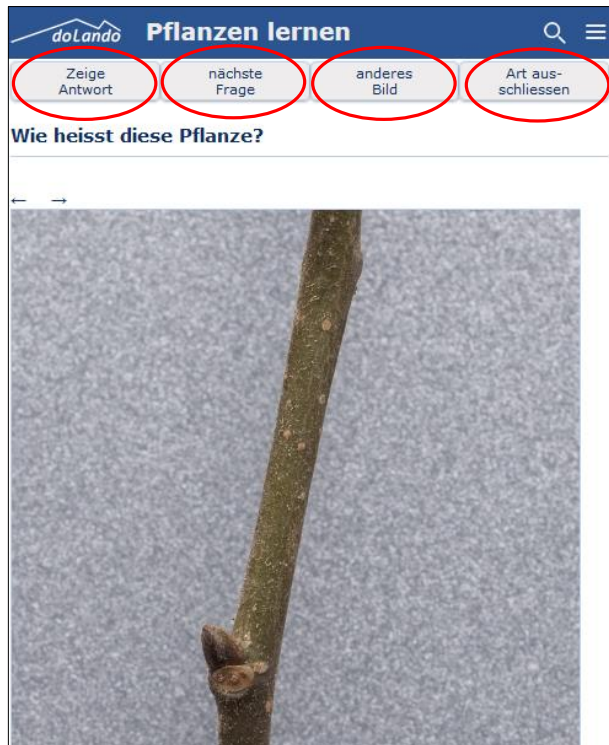 doLando Pflanzen lernen
Zeige
Antwort
nächste
Frage
anderes
Bild
Art aus-
schliessen
Wie heisst diese Pflanze?
← →